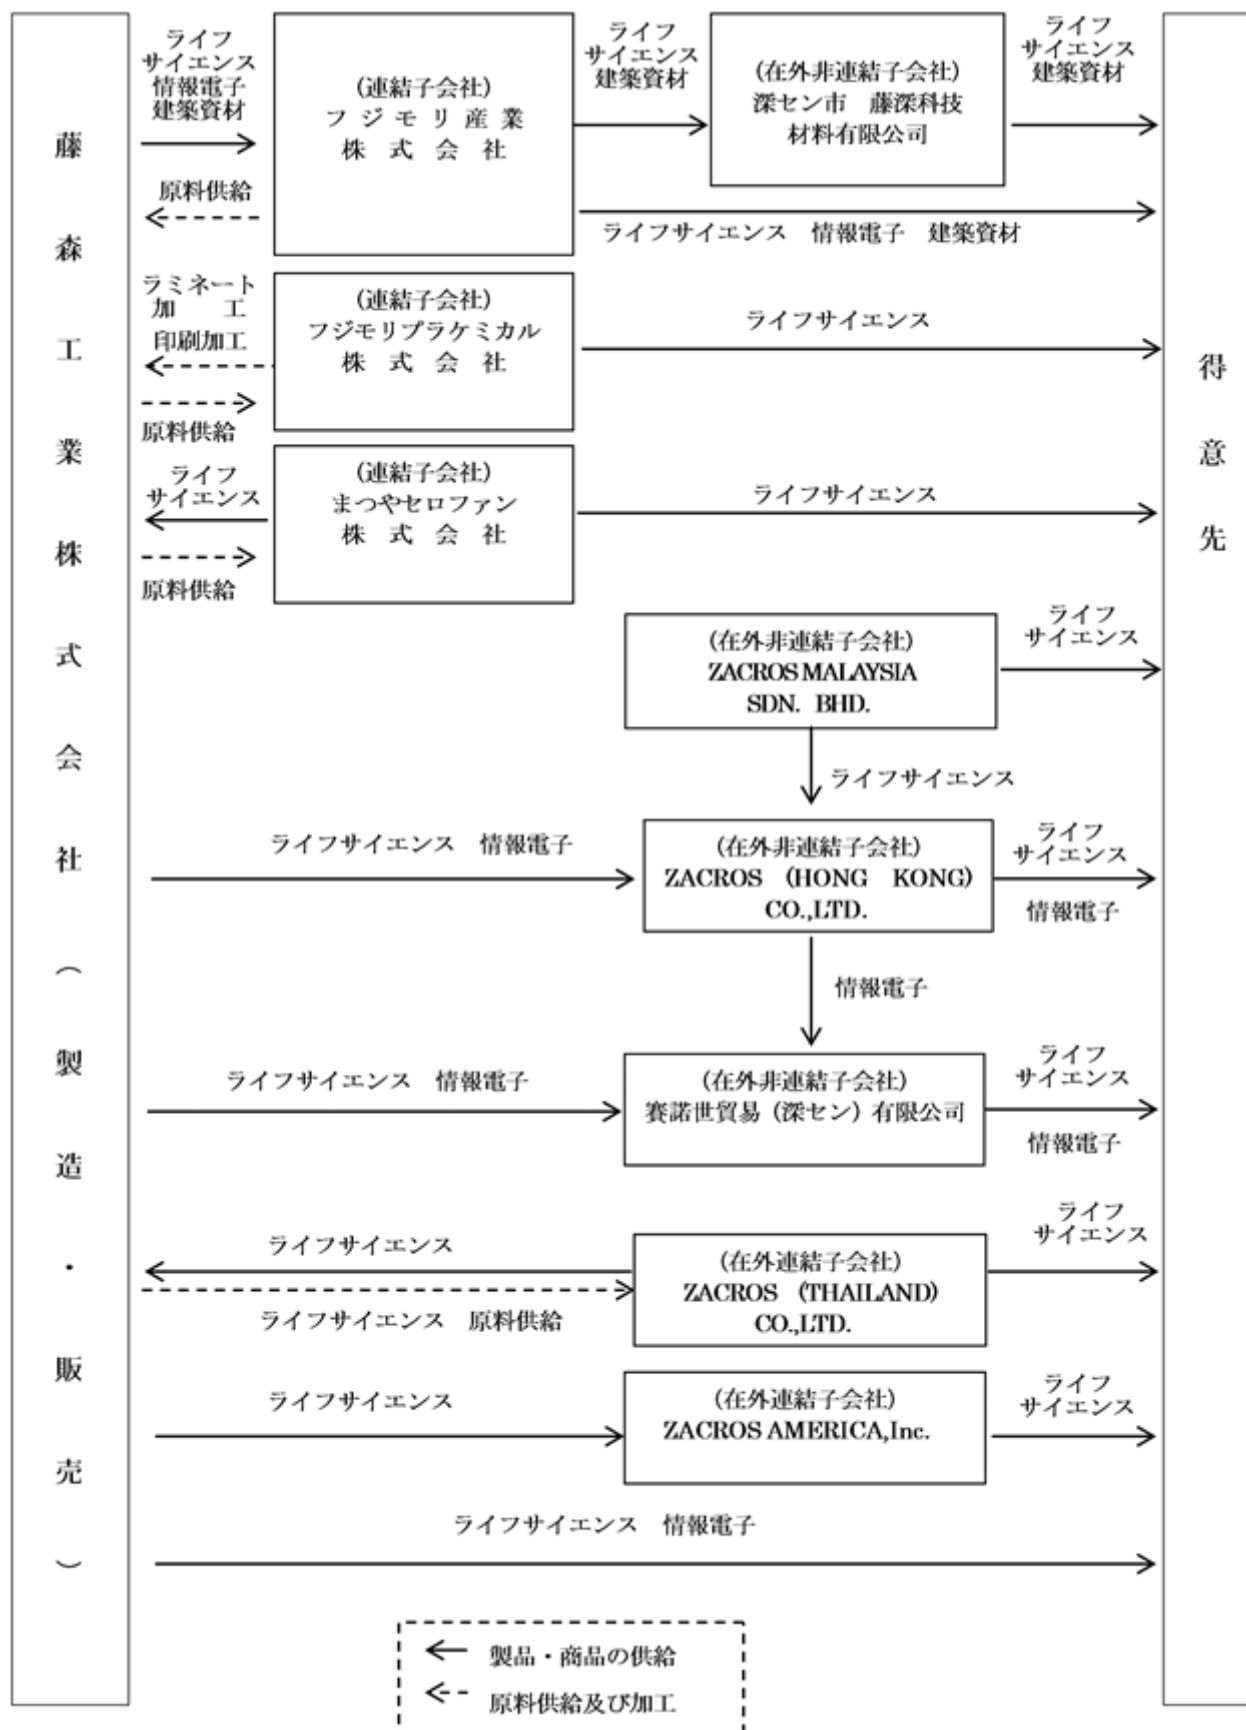 藤森工業株式会社（製造・販売）
ライフ
サイエンス
情報電子
建築資材
原料供給
(連結子会社)
フジモリ産業
株式会社
ライフ
サイエンス
建築資材
(在外非連結子会社)
深セン市　藤深科技
材料有限公司
ライフ
サイエンス
建築資材
ライフサイエンス　情報電子　建築資材
得意先
ラミネート
加　工
印刷加工
原料供給
(連結子会社)
フジモリプラケミカル
株式会社
ライフサイエンス
ライフ
サイエンス
原料供給
(連結子会社)
まつやセロファン
株式会社
ライフサイエンス
(在外非連結子会社)
ZACROS MALAYSIA
SDN. BHD.
ライフ
サイエンス
ライフサイエンス
ライフサイエンス　情報電子
(在外非連結子会社)
ZACROS (HONG KONG)
CO.,LTD.
ライフ
サイエンス
情報電子
情報電子
ライフサイエンス　情報電子
(在外非連結子会社)
賽諾世貿易（深セン）有限公司
ライフ
サイエンス
情報電子
ライフサイエンス
ライフサイエンス　原料供給
(在外連結子会社)
ZACROS (THAILAND)
CO.,LTD.
ライフ
サイエンス
ライフサイエンス
(在外連結子会社)
ZACROS AMERICA,Inc.
ライフ
サイエンス
ライフサイエンス　情報電子
製品・商品の供給
原料供給及び加工